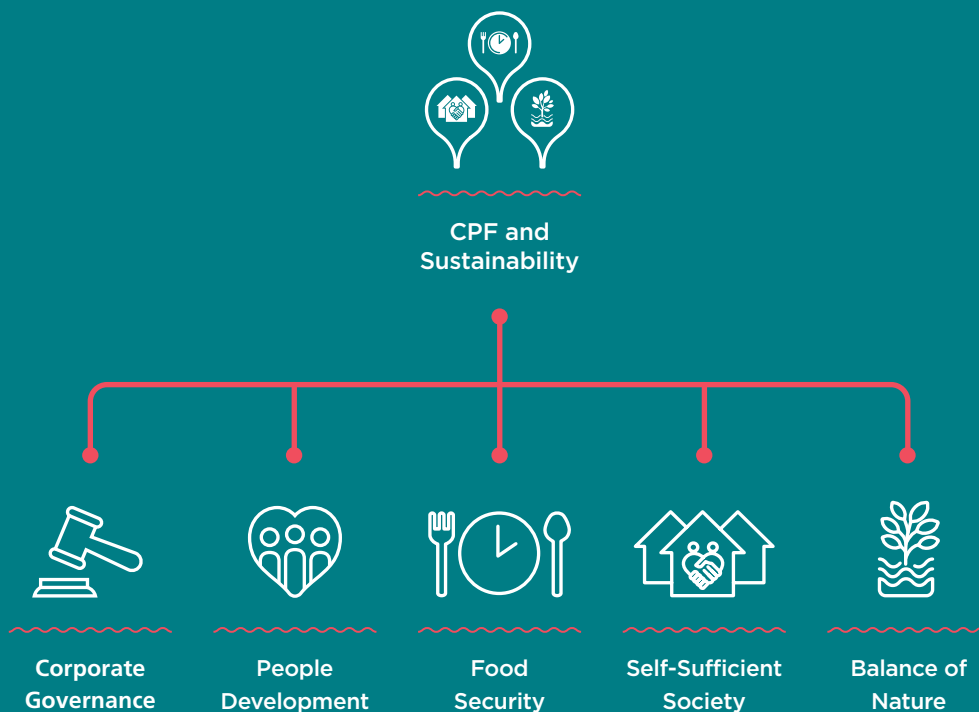 CPF and
Sustainability
Corporate
Governance
People
Development
Food
Security
Self-Sufficient
Society
Balance of
Nature